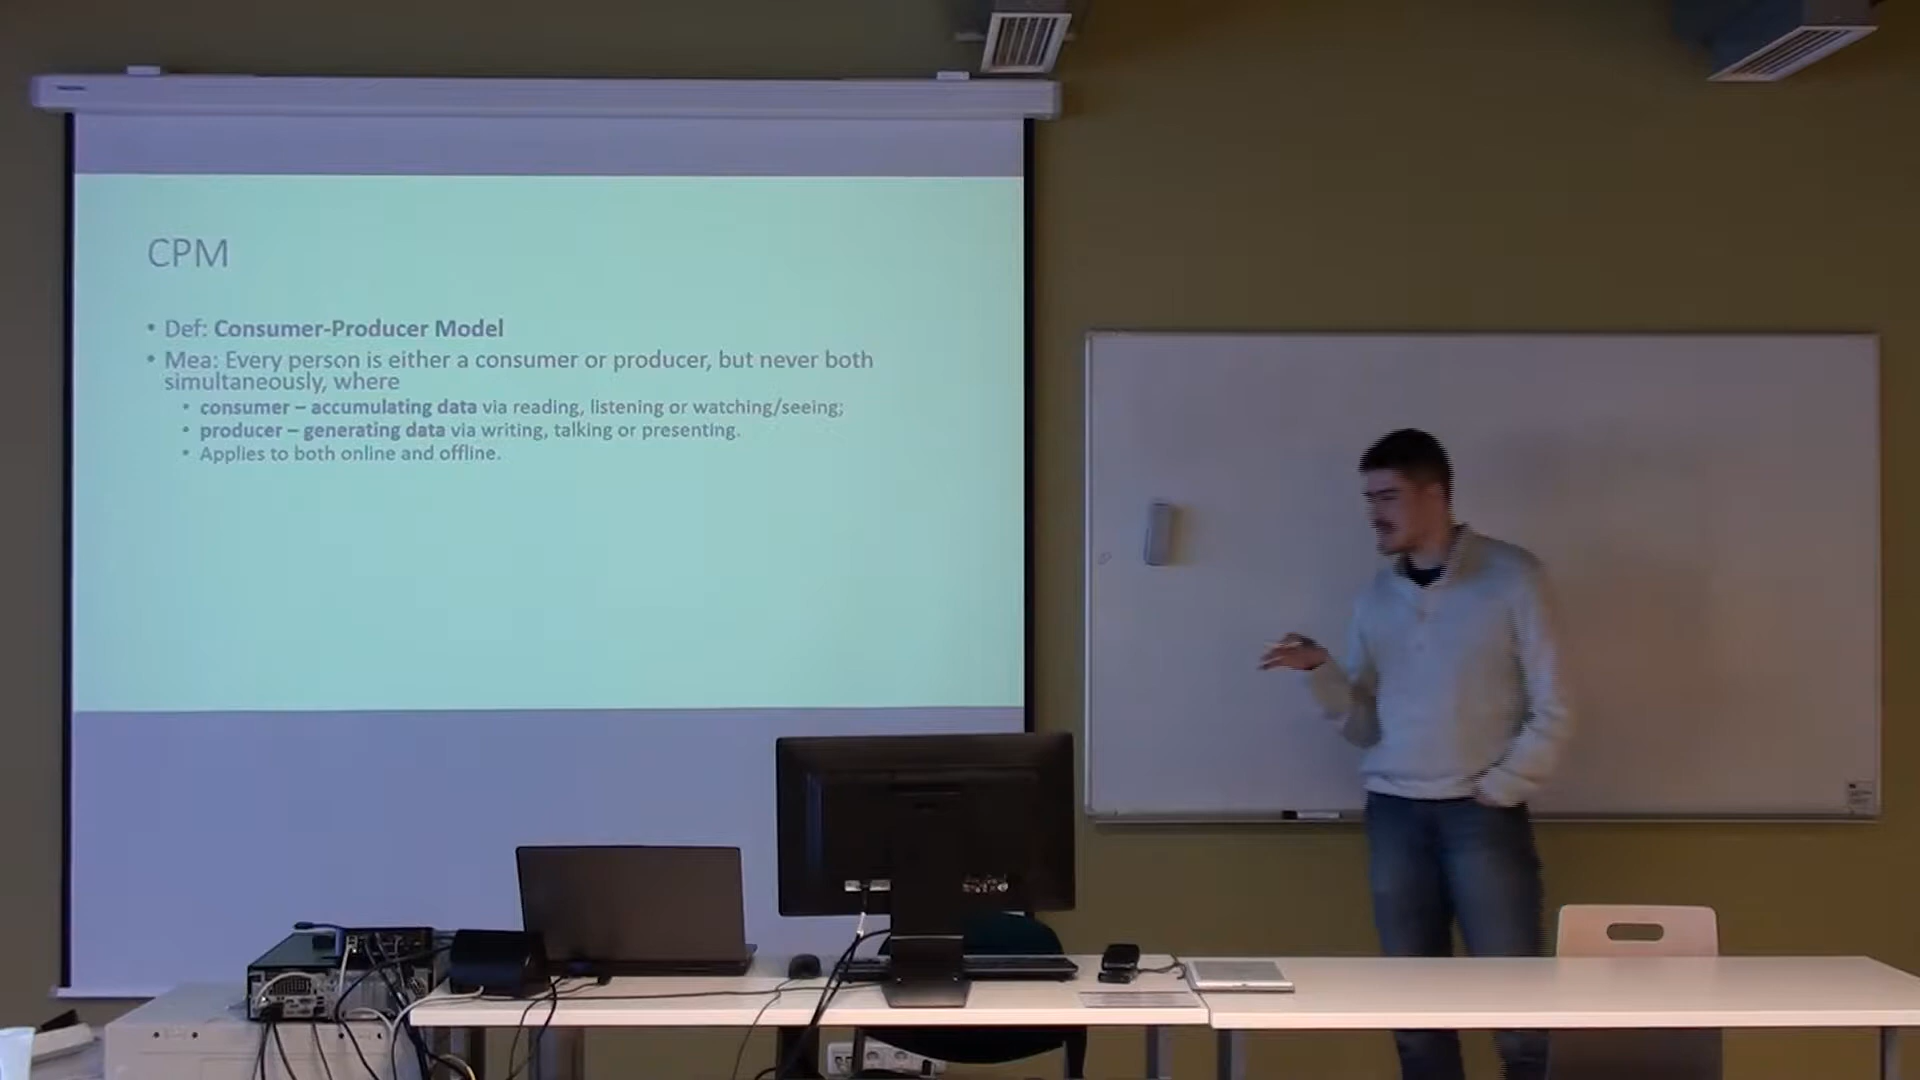 CPM
• Def: Consumer-Producer Model
• Mea: Every person is either a consumer or producer, but never both
simultaneously, where
• consumer – accumulating data via reading, listening or watching/seeing;
• producer – generating data via writing, talking or presenting.
• Applies to both online and offline.